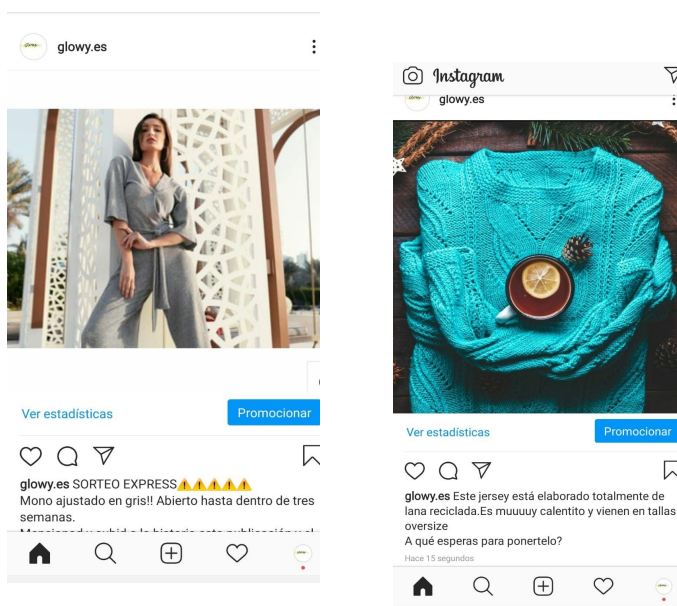 glowy.es
Ver estadísticas
Promocionar
glowy.es SORTEO EXPRESS⚠⚠⚠⚠⚠
Mono ajustado en gris!! Abierto hasta dentro de tres
semanas.
Instagram
glowy.es
Ver estadísticas
Promocionar
glowy.es Este jersey está elaborado totalmente de
lana reciclada.Es muuuuy calentito y vienen en tallas
oversize
A qué esperas para ponertelo?
Hace 15 segundos